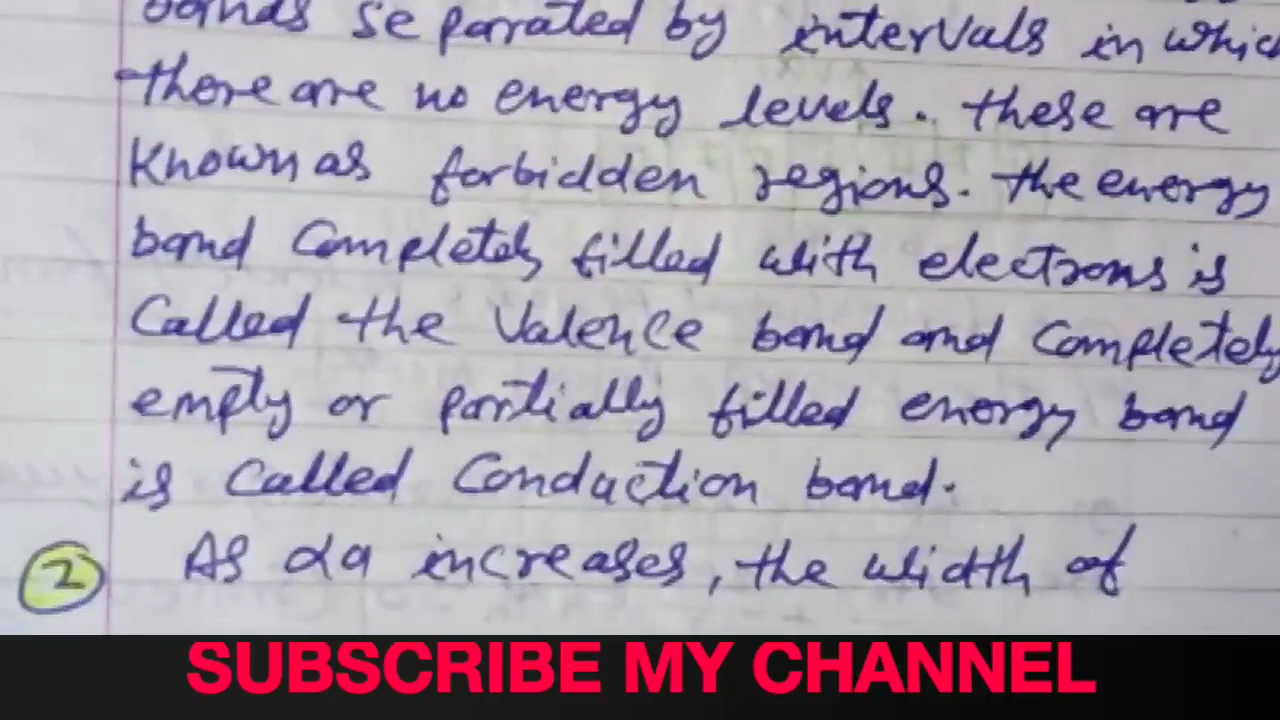 bands separated by intervals in which
there are no energy levels. These are
Known as forbidden regions. The energy
band Completely filled with electrons is
Called the Valence band and Completely
empty or partially filled energy band
is Called Conduction band.
2 As αa increases, the width of
SUBSCRIBE MY CHANNEL